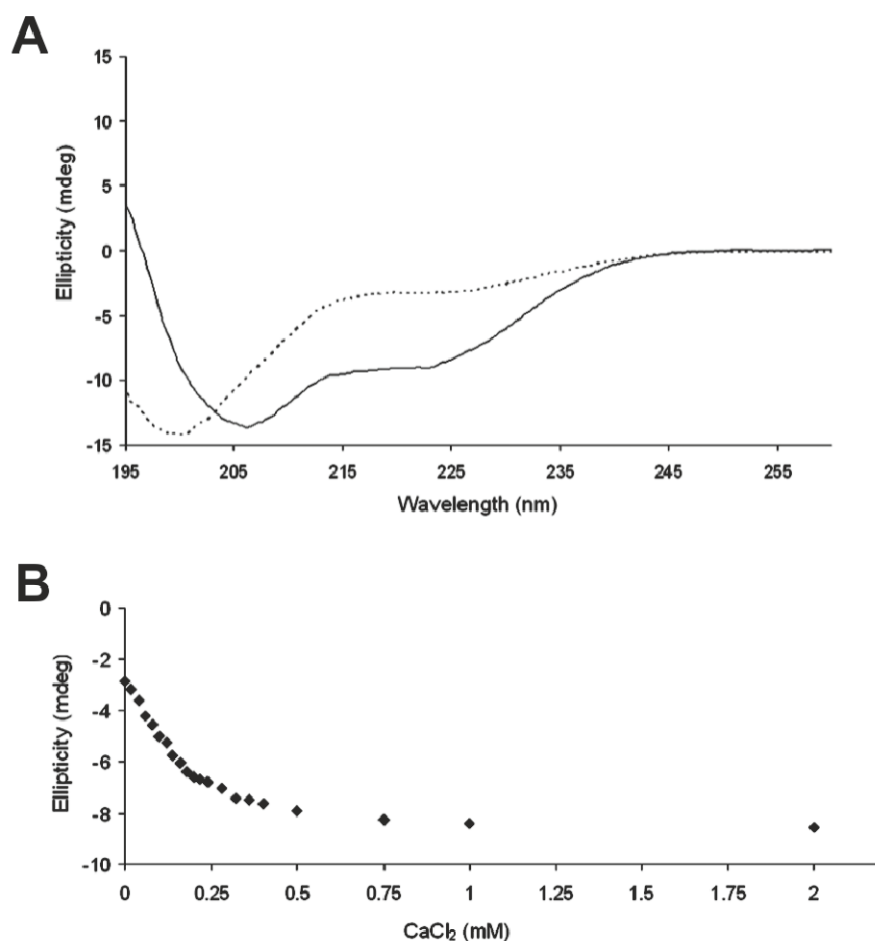 A
15
10
5
0
-5
-10
-15
Ellipticity (mdeg)
195 205 215 225 235 245 255
Wavelength (nm)
B
0
-2
-4
-6
-8
-10
Ellipticity (mdeg)
0 0.25 0.5 0.75 1 1.25 1.5 1.75 2
CaCl₂ (mM)